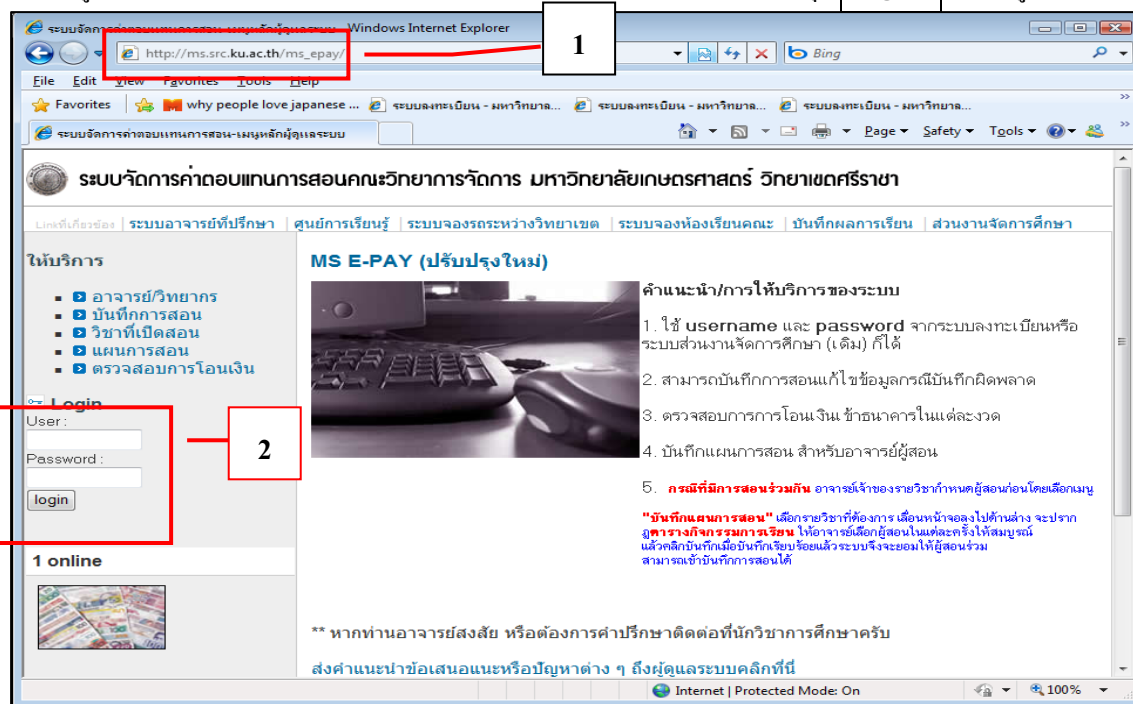 ระบบจัดการค่าตอบแทนการสอน-เมนูหลักผู้ดูแลระบบ - Windows Internet Explorer
1
http://ms.src.ku.ac.th/ms_epay/
Bing
File Edit View Favorites Tools Help
Favorites why people love japanese ... ระบบลงทะเบียน - มหาวิทยาล... ระบบลงทะเบียน - มหาวิทยาล... ระบบลงทะเบียน - มหาวิทยาล...
ระบบจัดการค่าตอบแทนการสอน-เมนูหลักผู้ดูแลระบบ Page Safety Tools
ระบบจัดการค่าตอบแทนการสอนคณะวิทยาการจัดการ มหาวิทยาลัยเกษตรศาสตร์ วิทยาเขตศรีราชา
Linkที่เกี่ยวข้อง | ระบบอาจารย์ที่ปรึกษา | ศูนย์การเรียนรู้ | ระบบจองรถระหว่างวิทยาเขต | ระบบจองห้องเรียนคณะ | บันทึกผลการเรียน | ส่วนงานจัดการศึกษา
ให้บริการ
อาจารย์/วิทยากร
บันทึกการสอน
วิชาที่เปิดสอน
แผนการสอน
ตรวจสอบการโอนเงิน
Login
User :
Password :
login
2
1 online
MS E-PAY (ปรับปรุงใหม่)
คำแนะนำ/การให้บริการของระบบ
1. ใช้ username และ password จากระบบลงทะเบียนหรือ
ระบบส่วนงานจัดการศึกษา (เดิม) ก็ได้
2. สามารถบันทึกการสอนแก้ไขข้อมูลกรณีบันทึกผิดพลาด
3. ตรวจสอบการการโอนเงินเข้าธนาคารในแต่ละงวด
4. บันทึกแผนการสอน สำหรับอาจารย์ผู้สอน
5. กรณีที่มีการสอนร่วมกัน อาจารย์เจ้าของรายวิชากำหนดผู้สอนก่อนโดยเลือกเมนู
"บันทึกแผนการสอน" เลือกรายวิชาที่ต้องการ เลื่อนหน้าจอลงไปด้านล่าง จะปราก
ฏตารางกิจกรรมการเรียน ให้อาจารย์เลือกผู้สอนในแต่ละครั้งให้สมบูรณ์
แล้วคลิกบันทึกเมื่อบันทึกเรียบร้อยแล้วระบบจึงจะยอมให้ผู้สอนร่วม
สามารถเข้าบันทึกการสอนได้
** หากท่านอาจารย์สงสัย หรือต้องการคำปรึกษาติดต่อที่นักวิชาการศึกษาครับ
ส่งคำแนะนำข้อเสนอแนะหรือปัญหาต่าง ๆ ถึงผู้ดูแลระบบคลิกที่นี่
Internet | Protected Mode: On 100%